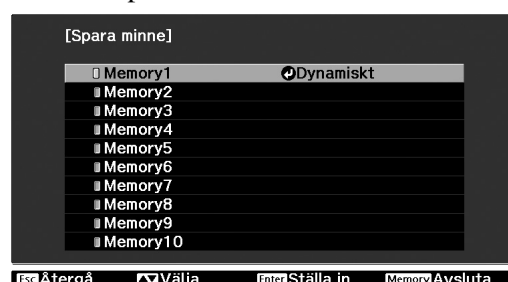 [Spara minne]
Memory1 Dynamiskt
Memory2
Memory3
Memory4
Memory5
Memory6
Memory7
Memory8
Memory9
Memory10
Esc Återgå Välja Enter Ställa in Memory Avsluta